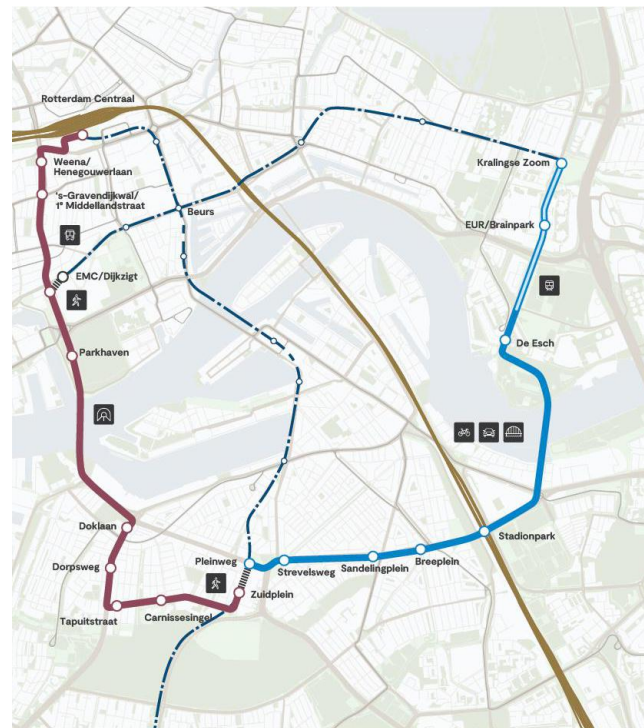 Rotterdam Centraal
Weena/
Henegouwerlaan
's-Gravendijkwal/
1e Middellandstraat
Beurs
Kralingse Zoom
EUR/Brainpark
EMC/Dijkzigt
De Esch
Parkhaven
Doklaan
Stadionpark
Dorpsweg
Pleinweg
Strevelsweg
Sandelingplein
Breeplein
Zuidplein
Tapuitstraat
Carnissesingel